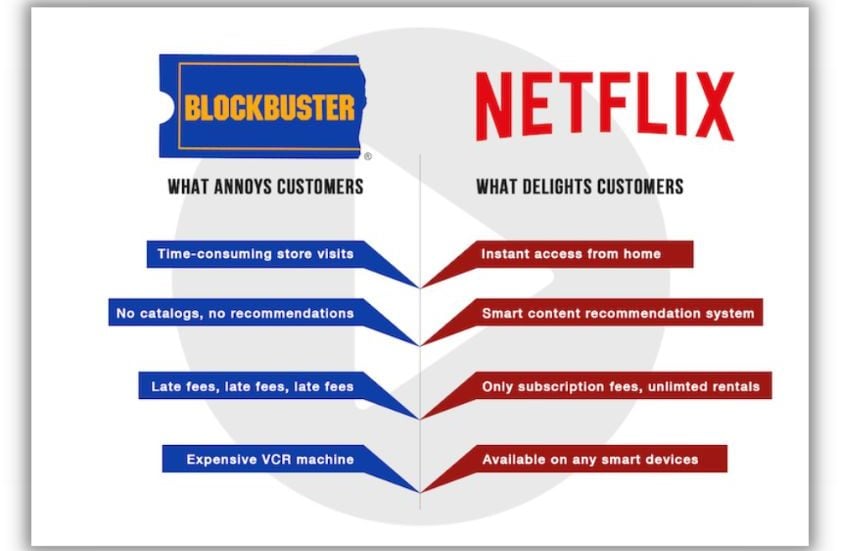 BLOCKBUSTER
®
NETFLIX
WHAT ANNOYS CUSTOMERS
WHAT DELIGHTS CUSTOMERS
Time-consuming store visits
Instant access from home
No catalogs, no recommendations
Smart content recommendation system
Late fees, late fees, late fees
Only subscription fees, unlimted rentals
Expensive VCR machine
Available on any smart devices